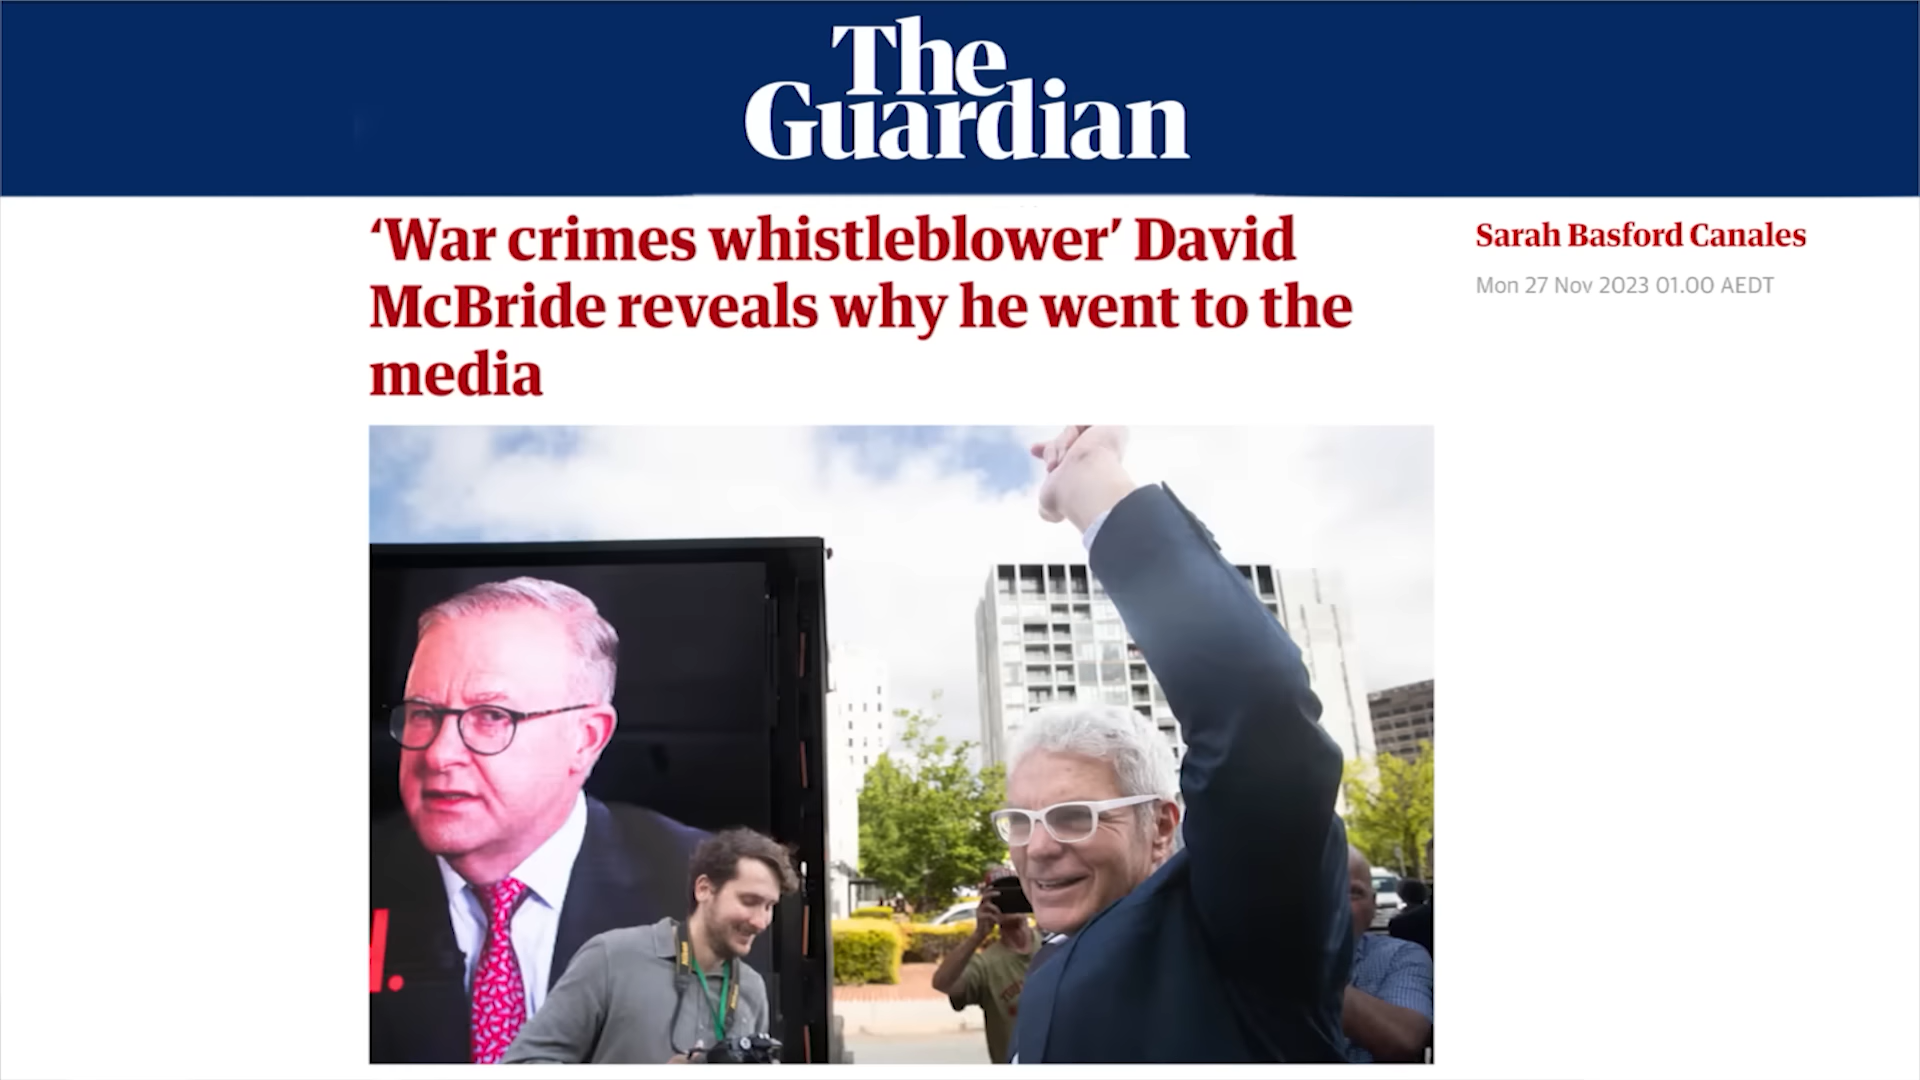 The
Guardian
‘War crimes whistleblower’ David
McBride reveals why he went to the
media
Sarah Basford Canales
Mon 27 Nov 2023 01.00 AEDT